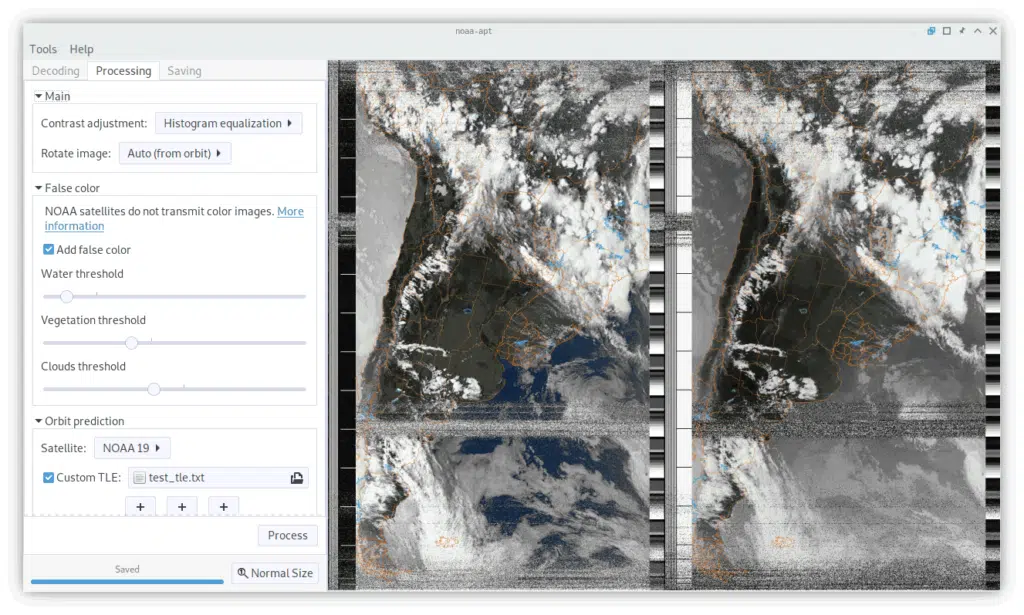 noaa-apt
Tools Help
Decoding Processing Saving
Main
Contrast adjustment: Histogram equalization
Rotate image: Auto (from orbit)
False color
NOAA satellites do not transmit color images. More
information
Add false color
Water threshold
Vegetation threshold
Clouds threshold
Orbit prediction
Satellite: NOAA 19
Custom TLE: test_tle.txt
+ + +
Process
Saved
Normal Size